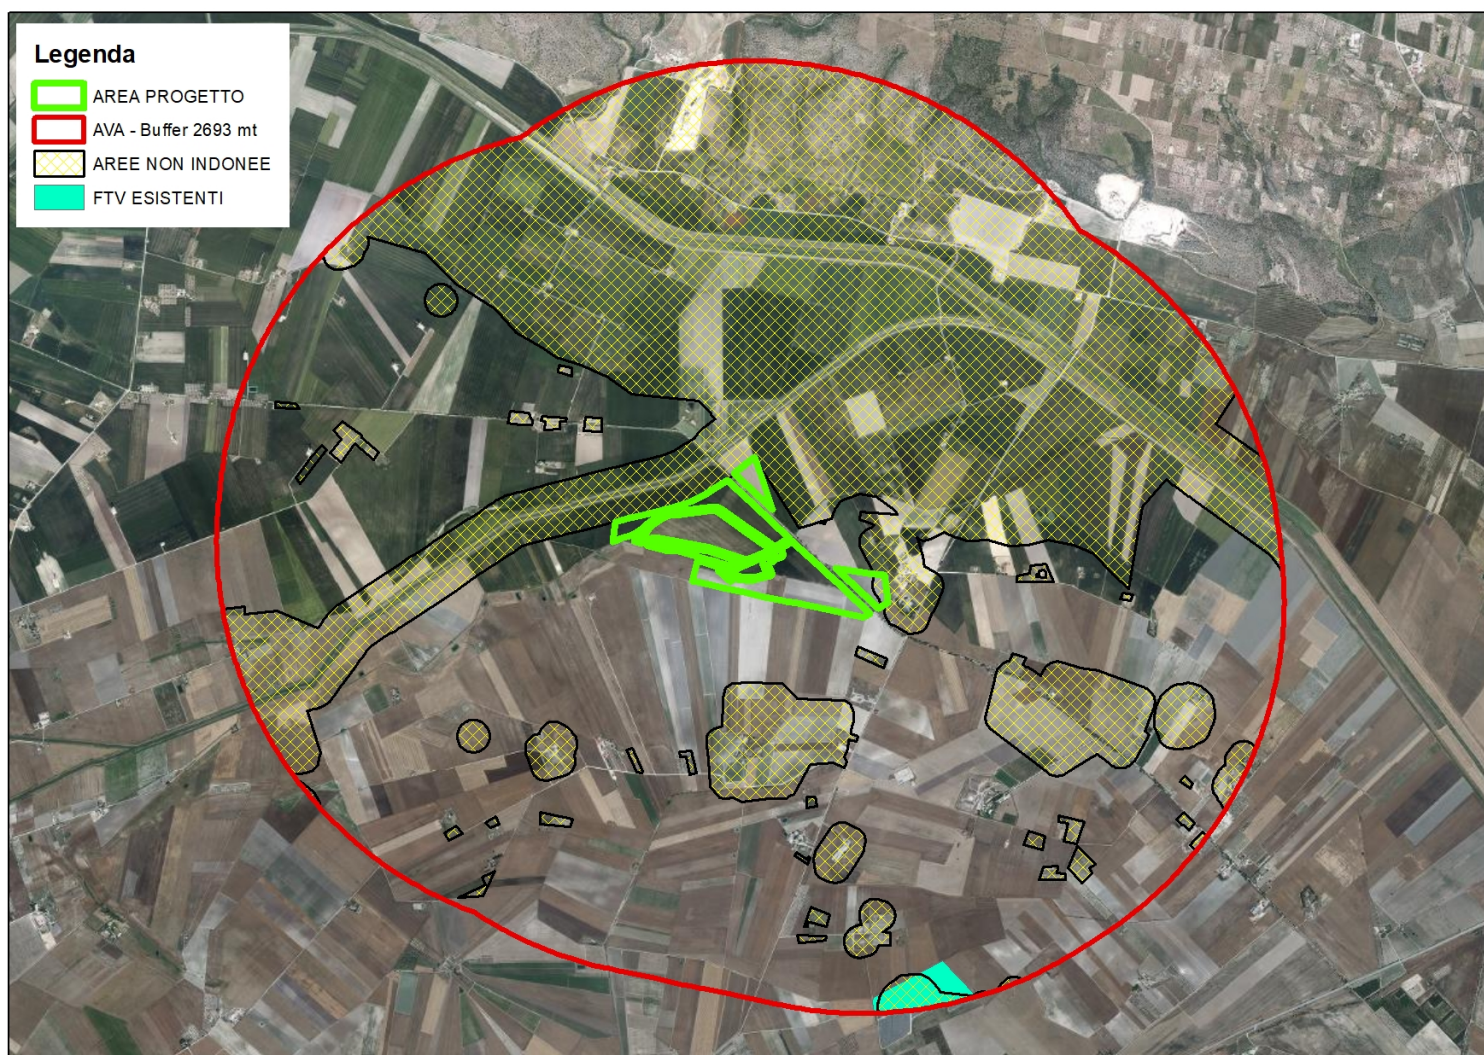 Legenda
AREA PROGETTO
AVA - Buffer 2693 mt
AREE NON INDONEE
FTV ESISTENTI